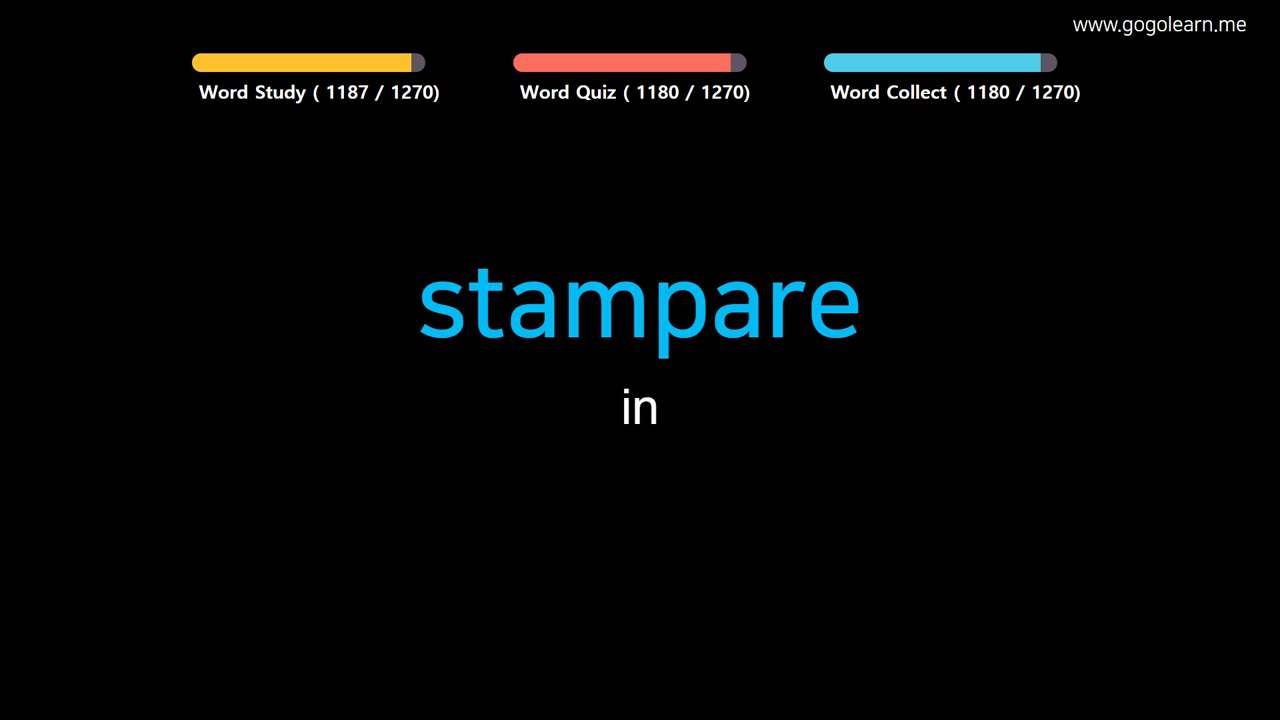 www.gogolearn.me
Word Study ( 1187 / 1270)
Word Quiz ( 1180 / 1270)
Word Collect ( 1180 / 1270)
stampare
in